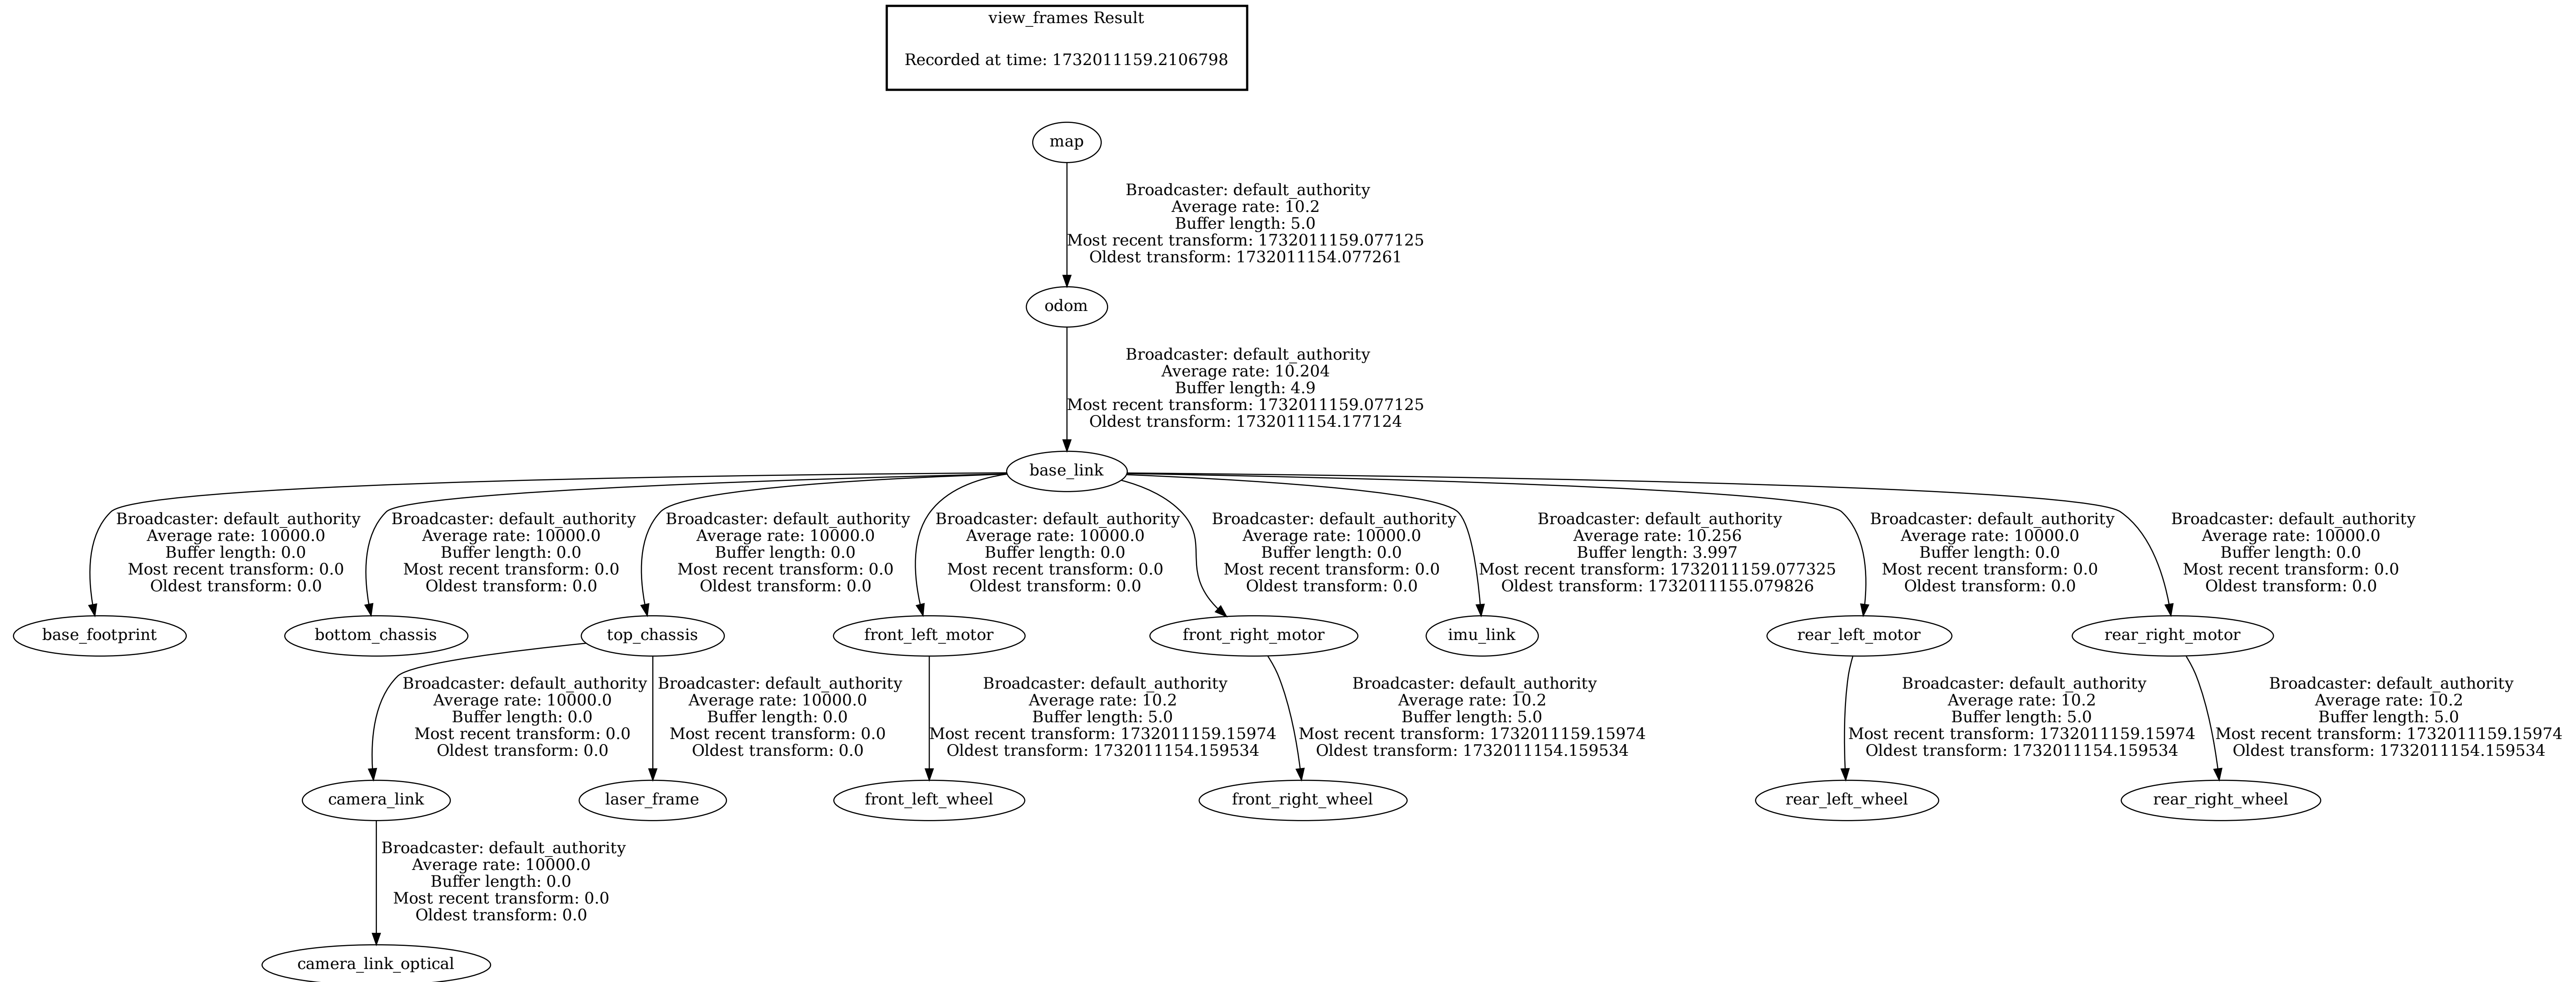 view_frames Result
Recorded at time: 1732011159.2106798
map
Broadcaster: default_authority
Average rate: 10.2
Buffer length: 5.0
Most recent transform: 1732011159.077125
Oldest transform: 1732011154.077261
odom
Broadcaster: default_authority
Average rate: 10.204
Buffer length: 4.9
Most recent transform: 1732011159.077125
Oldest transform: 1732011154.177124
base_link
Broadcaster: default_authority
Average rate: 10000.0
Buffer length: 0.0
Most recent transform: 0.0
Oldest transform: 0.0
Broadcaster: default_authority
Average rate: 10000.0
Buffer length: 0.0
Most recent transform: 0.0
Oldest transform: 0.0
Broadcaster: default_authority
Average rate: 10000.0
Buffer length: 0.0
Most recent transform: 0.0
Oldest transform: 0.0
Broadcaster: default_authority
Average rate: 10000.0
Buffer length: 0.0
Most recent transform: 0.0
Oldest transform: 0.0
Broadcaster: default_authority
Average rate: 10000.0
Buffer length: 0.0
Most recent transform: 0.0
Oldest transform: 0.0
Broadcaster: default_authority
Average rate: 10.256
Buffer length: 3.997
Most recent transform: 1732011159.077325
Oldest transform: 1732011155.079826
Broadcaster: default_authority
Average rate: 10000.0
Buffer length: 0.0
Most recent transform: 0.0
Oldest transform: 0.0
Broadcaster: default_authority
Average rate: 10000.0
Buffer length: 0.0
Most recent transform: 0.0
Oldest transform: 0.0
base_footprint
bottom_chassis
top_chassis
front_left_motor
front_right_motor
imu_link
rear_left_motor
rear_right_motor
Broadcaster: default_authority
Average rate: 10000.0
Buffer length: 0.0
Most recent transform: 0.0
Oldest transform: 0.0
Broadcaster: default_authority
Average rate: 10000.0
Buffer length: 0.0
Most recent transform: 0.0
Oldest transform: 0.0
Broadcaster: default_authority
Average rate: 10.2
Buffer length: 5.0
Most recent transform: 1732011159.15974
Oldest transform: 1732011154.159534
Broadcaster: default_authority
Average rate: 10.2
Buffer length: 5.0
Most recent transform: 1732011159.15974
Oldest transform: 1732011154.159534
Broadcaster: default_authority
Average rate: 10.2
Buffer length: 5.0
Most recent transform: 1732011159.15974
Oldest transform: 1732011154.159534
Broadcaster: default_authority
Average rate: 10.2
Buffer length: 5.0
Most recent transform: 1732011159.15974
Oldest transform: 1732011154.159534
camera_link
laser_frame
front_left_wheel
front_right_wheel
rear_left_wheel
rear_right_wheel
Broadcaster: default_authority
Average rate: 10000.0
Buffer length: 0.0
Most recent transform: 0.0
Oldest transform: 0.0
camera_link_optical